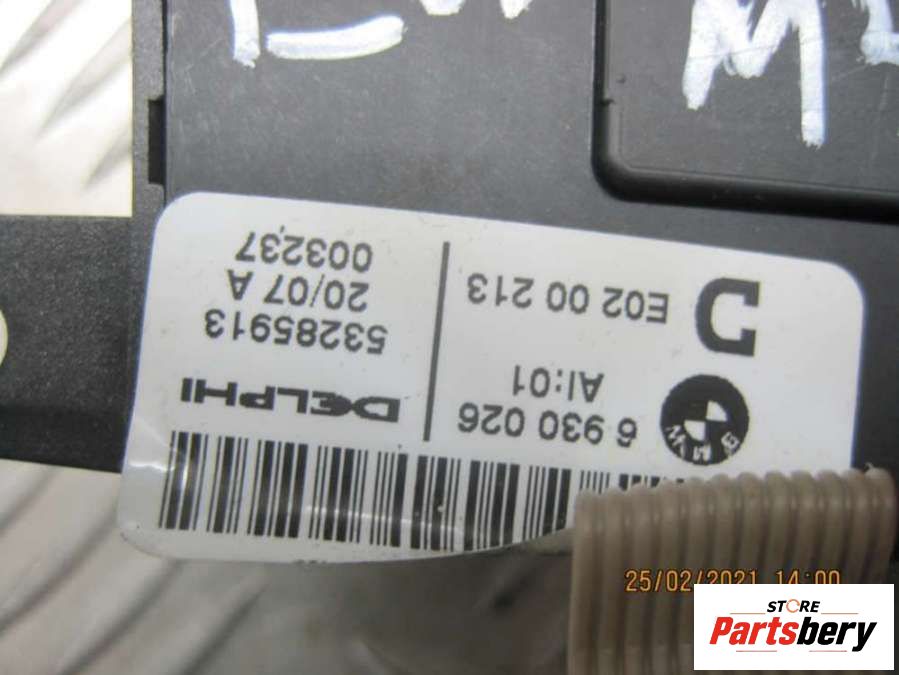 6 930 026
AI:01
E02 00 213
DELPHI
53285913
20/07 A
003237
BMW
25/02/2021 14:00
STORE
Partsbery